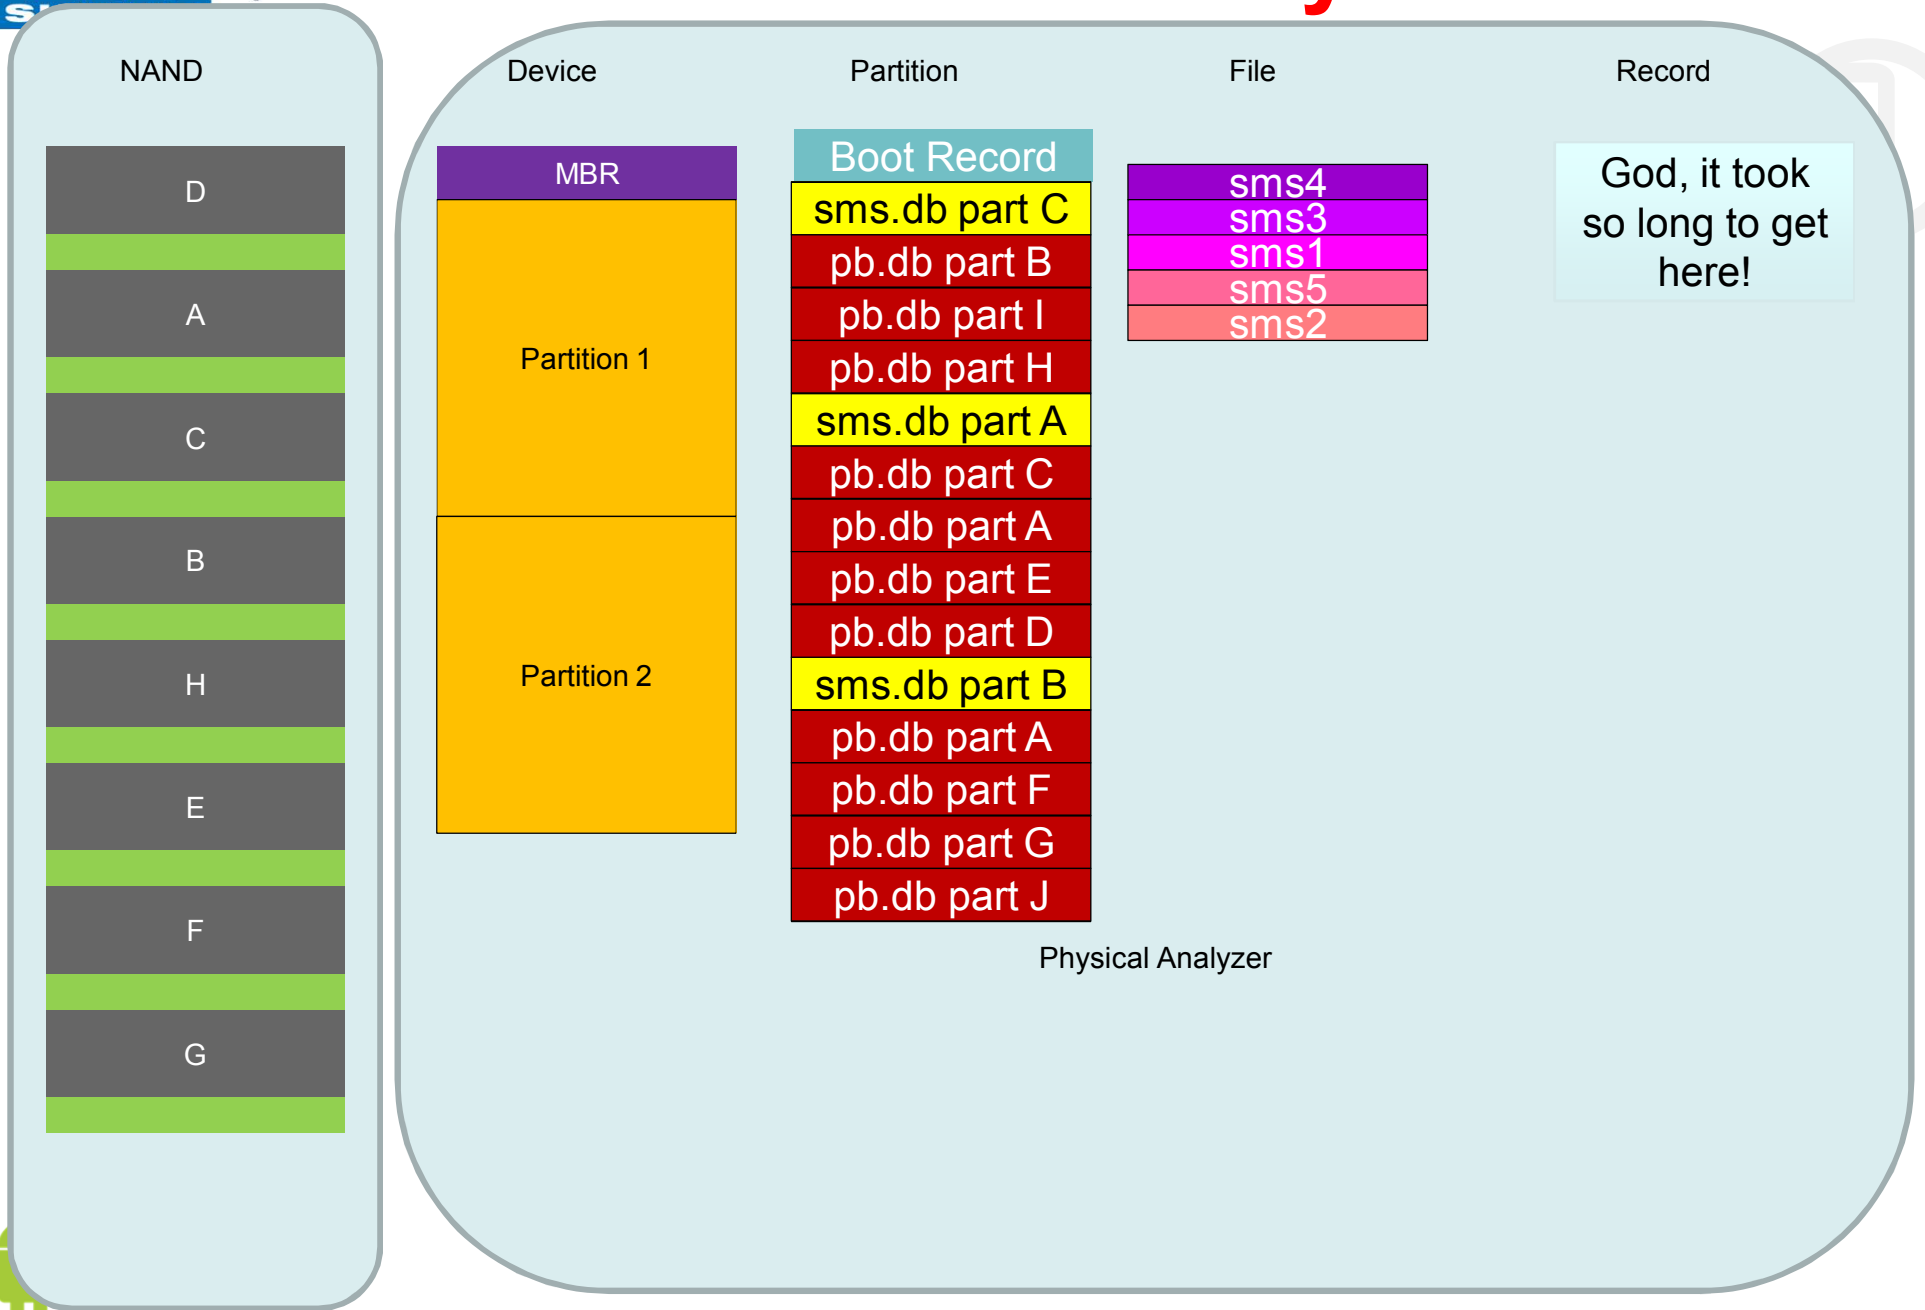 NAND
D
A
C
B
H
E
F
G
Device
MBR
Partition 1
Partition 2
Partition
Boot Record
sms.db part C
pb.db part B
pb.db part I
pb.db part H
sms.db part A
pb.db part C
pb.db part A
pb.db part E
pb.db part D
sms.db part B
pb.db part A
pb.db part F
pb.db part G
pb.db part J
File
sms4
sms3
sms1
sms5
sms2
Record
God, it took
so long to get
here!
Physical Analyzer